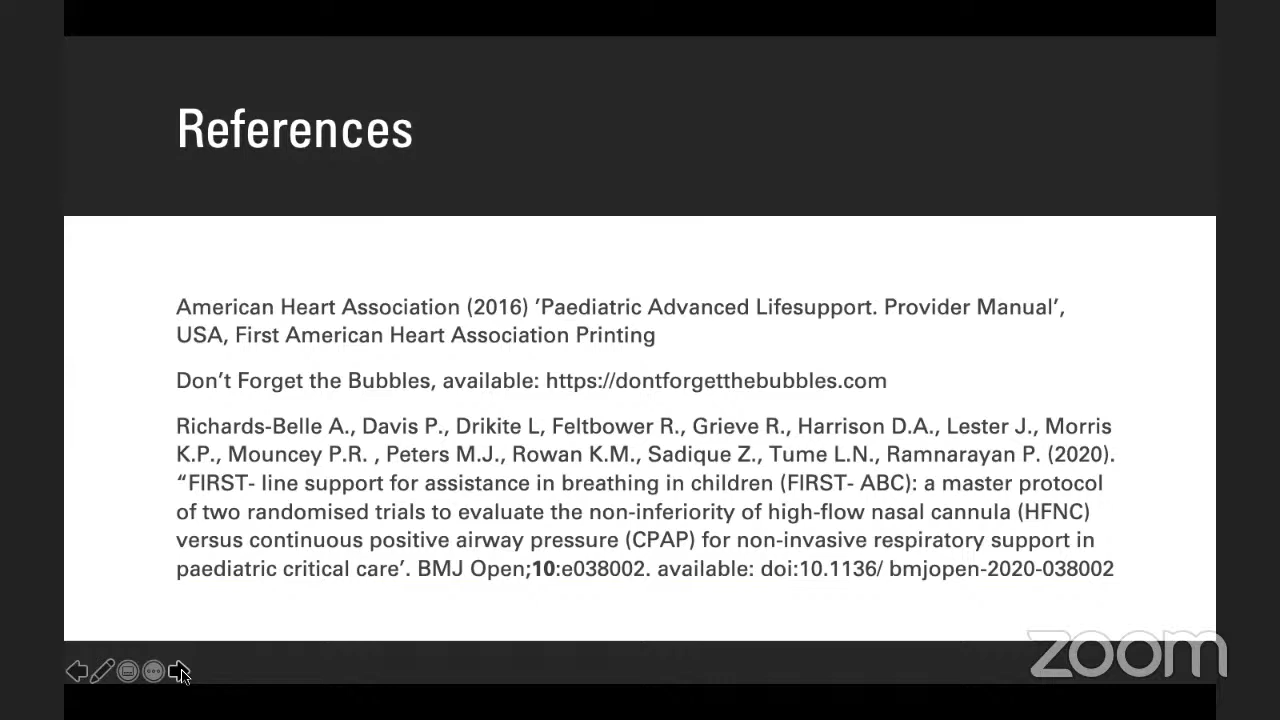 References
American Heart Association (2016) ’Paediatric Advanced Lifesupport. Provider Manual’,
USA, First American Heart Association Printing
Don’t Forget the Bubbles, available: https://dontforgetthebubbles.com
Richards-Belle A., Davis P., Drikite L, Feltbower R., Grieve R., Harrison D.A., Lester J., Morris
K.P., Mouncey P.R. , Peters M.J., Rowan K.M., Sadique Z., Tume L.N., Ramnarayan P. (2020).
“FIRST- line support for assistance in breathing in children (FIRST- ABC): a master protocol
of two randomised trials to evaluate the non-inferiority of high-flow nasal cannula (HFNC)
versus continuous positive airway pressure (CPAP) for non-invasive respiratory support in
paediatric critical care’. BMJ Open;10:e038002. available: doi:10.1136/ bmjopen-2020-038002
zoom